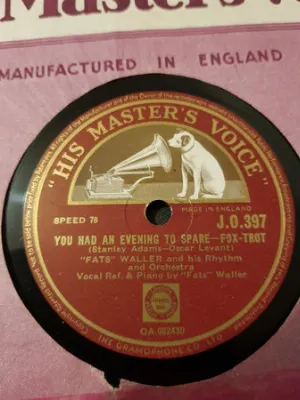 Master's V
MANUFACTURED IN ENGLAND
"HIS MASTER'S VOICE"
MADE IN ENGLAND
SPEED 78
J.O.397
YOU HAD AN EVENING TO SPARE—FOX-TROT
(Stanley Adams—Oscar Levant)
"FATS" WALLER and his Rhythm
and Orchestra
Vocal Ref. & Piano by "Fats" Waller
OA.002430
THE GRAMOPHONE CO. LTD.